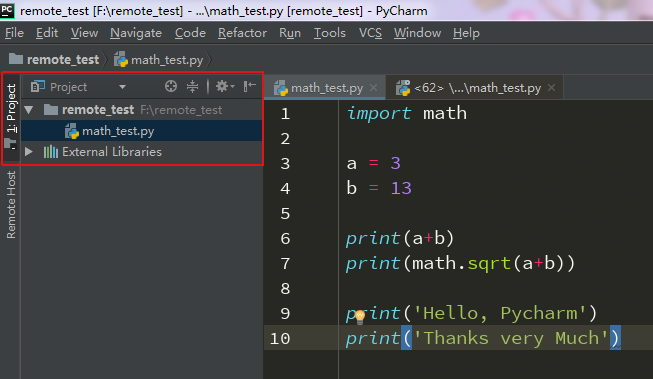 PC remote_test [F:\remote_test] - ...\math_test.py [remote_test] - PyCharm
File Edit View Navigate Code Refactor Run Tools VCS Window Help
remote_test math_test.py
1: Project
Remote Host
Project
remote_test F:\remote_test
math_test.py
External Libraries
math_test.py × <62> \...\math_test.py ×
1 import math
2
3 a = 3
4 b = 13
5
6 print(a+b)
7 print(math.sqrt(a+b))
8
9 print('Hello, Pycharm')
10 print('Thanks very Much')